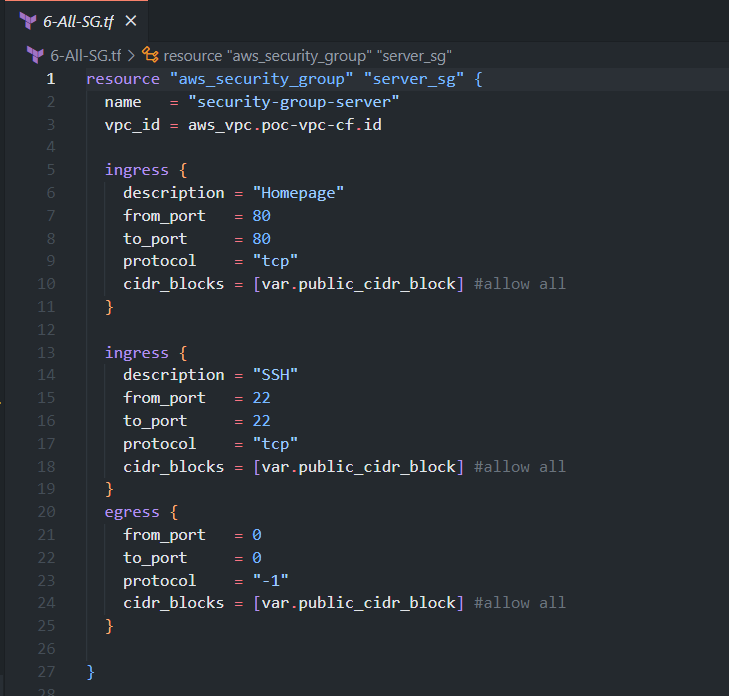 6-All-SG.tf ×
6-All-SG.tf > resource "aws_security_group" "server_sg"
1 resource "aws_security_group" "server_sg" {
2   name   = "security-group-server"
3   vpc_id = aws_vpc.poc-vpc-cf.id
4
5   ingress {
6     description = "Homepage"
7     from_port   = 80
8     to_port     = 80
9     protocol    = "tcp"
10     cidr_blocks = [var.public_cidr_block] #allow all
11   }
12
13   ingress {
14     description = "SSH"
15     from_port   = 22
16     to_port     = 22
17     protocol    = "tcp"
18     cidr_blocks = [var.public_cidr_block] #allow all
19   }
20   egress {
21     from_port   = 0
22     to_port     = 0
23     protocol    = "-1"
24     cidr_blocks = [var.public_cidr_block] #allow all
25   }
26
27 }
28